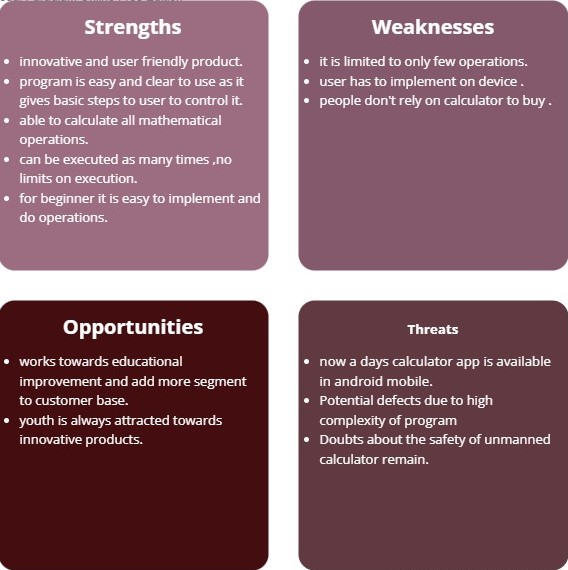 Strengths
• innovative and user friendly product.
• program is easy and clear to use as it
gives basic steps to user to control it.
• able to calculate all mathematical
operations.
• can be executed as many times ,no
limits on execution.
• for beginner it is easy to implement and
do operations.
Weaknesses
• it is limited to only few operations.
• user has to implement on device .
• people don't rely on calculator to buy .
Opportunities
• works towards educational
improvement and add more segment
to customer base.
• youth is always attracted towards
innovative products.
Threats
• now a days calculator app is available
in android mobile.
• Potential defects due to high
complexity of program
• Doubts about the safety of unmanned
calculator remain.